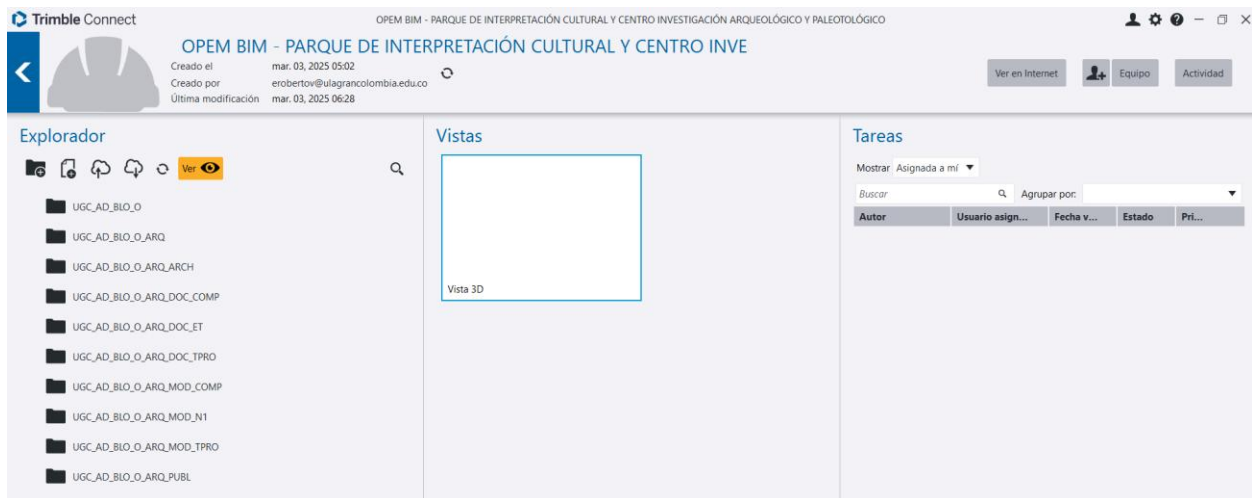 Trimble Connect
OPEM BIM - PARQUE DE INTERPRETACIÓN CULTURAL Y CENTRO INVESTIGACIÓN ARQUEOLÓGICO Y PALEOTOLÓGICO
OPEM BIM - PARQUE DE INTERPRETACIÓN CULTURAL Y CENTRO INVE
Creado el mar. 03, 2025 05:02
Creado por erobertov@ulagrancolombia.edu.co
Última modificación mar. 03, 2025 06:28
Ver en Internet
Equipo
Actividad
Explorador
Ver
UGC_AD_BLO_O
UGC_AD_BLO_O_ARQ
UGC_AD_BLO_O_ARQ_ARCH
UGC_AD_BLO_O_ARQ_DOC_COMP
UGC_AD_BLO_O_ARQ_DOC_ET
UGC_AD_BLO_O_ARQ_DOC_TPRO
UGC_AD_BLO_O_ARQ_MOD_COMP
UGC_AD_BLO_O_ARQ_MOD_N1
UGC_AD_BLO_O_ARQ_MOD_TPRO
UGC_AD_BLO_O_ARQ_PUBL
Vistas
Vista 3D
Tareas
Mostrar Asignada a mí
Buscar Agrupar por:
Autor Usuario asign... Fecha v... Estado Pri...